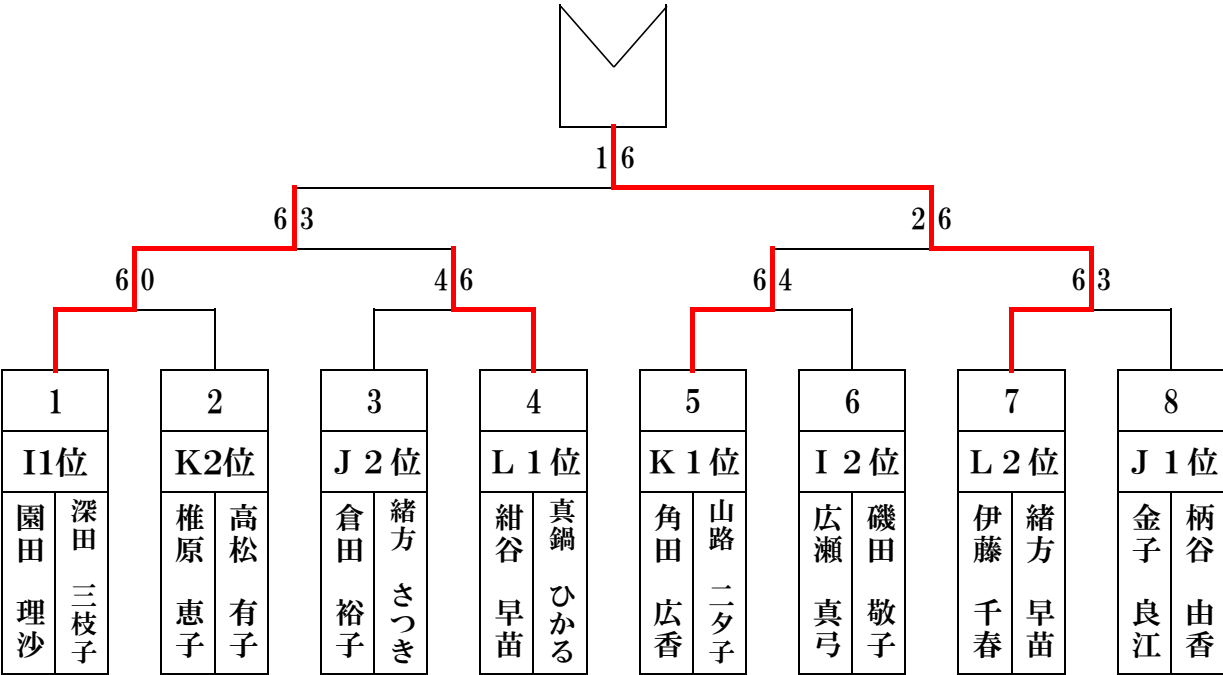 1 6
6 3
2 6
6 0
4 6
6 4
6 3
1
2
3
4
5
6
7
8
I1位
K2位
J 2 位
L 1 位
K 1 位
I 2 位
L 2 位
J 1 位
園田 理沙
深田 三枝子
椎原 恵子
高松 有子
倉田 裕子
緒方 さつき
紺谷 早苗
真鍋 ひかる
角田 広香
山路 二夕子
広瀬 真弓
磯田 敬子
伊藤 千春
緒方 早苗
金子 良江
柄谷 由香